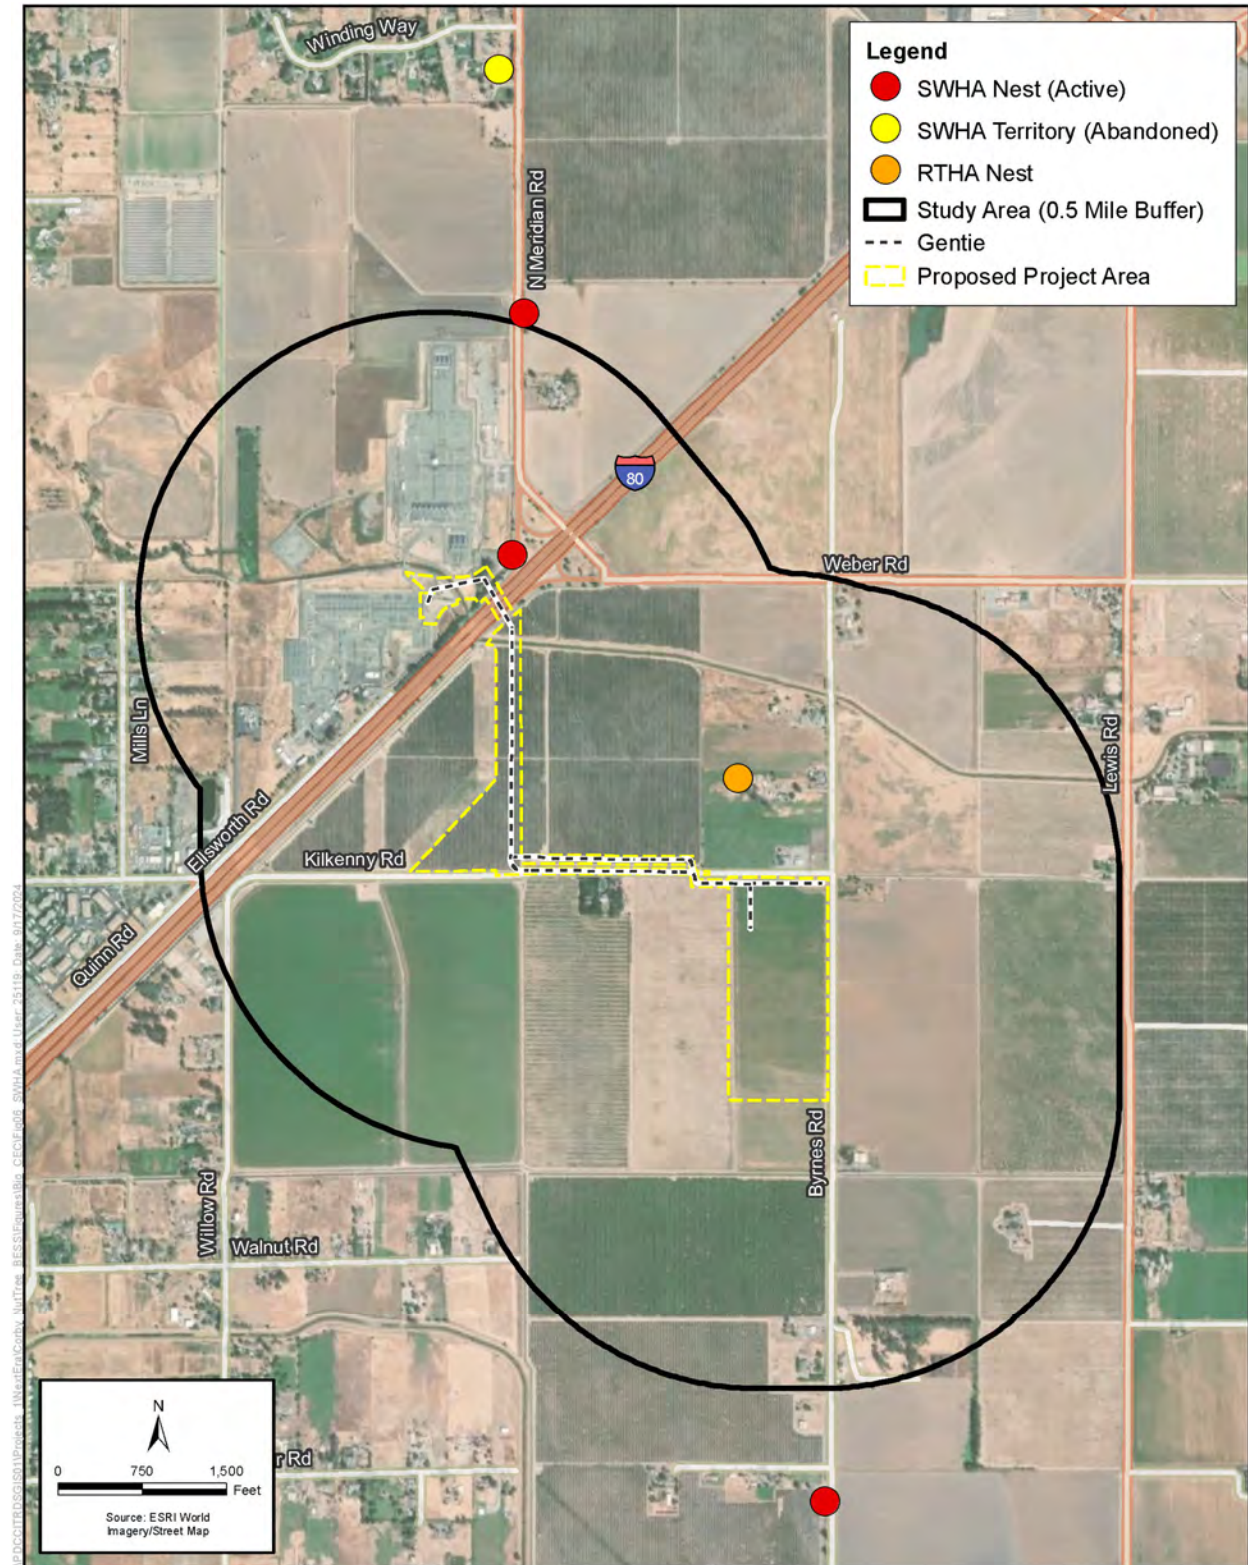 Winding Way
Legend
SWHA Nest (Active)
SWHA Territory (Abandoned)
RTHA Nest
Study Area (0.5 Mile Buffer)
Gentie
Proposed Project Area
N Meridian Rd
80
Weber Rd
Mills Ln
Lewis Rd
Ellsworth Rd
Kilkenny Rd
Quinn Rd
Byrnes Rd
Willow Rd
Walnut Rd
r Rd
N
0 750 1,500
Feet
Source: ESRI World
Imagery/Street Map